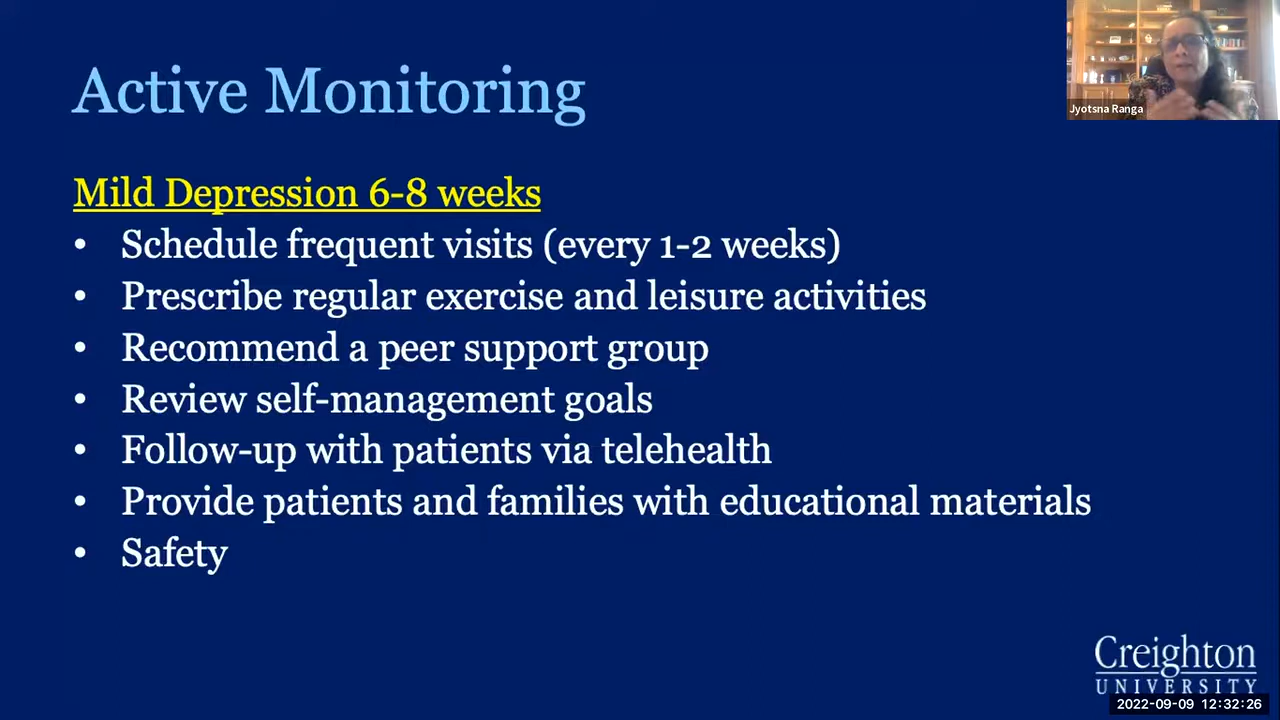 Active Monitoring
Jyotsna Ranga
Mild Depression 6-8 weeks
• Schedule frequent visits (every 1-2 weeks)
• Prescribe regular exercise and leisure activities
• Recommend a peer support group
• Review self-management goals
• Follow-up with patients via telehealth
• Provide patients and families with educational materials
• Safety
Creighton
UNIVERSITY
2022-09-09 12:32:26